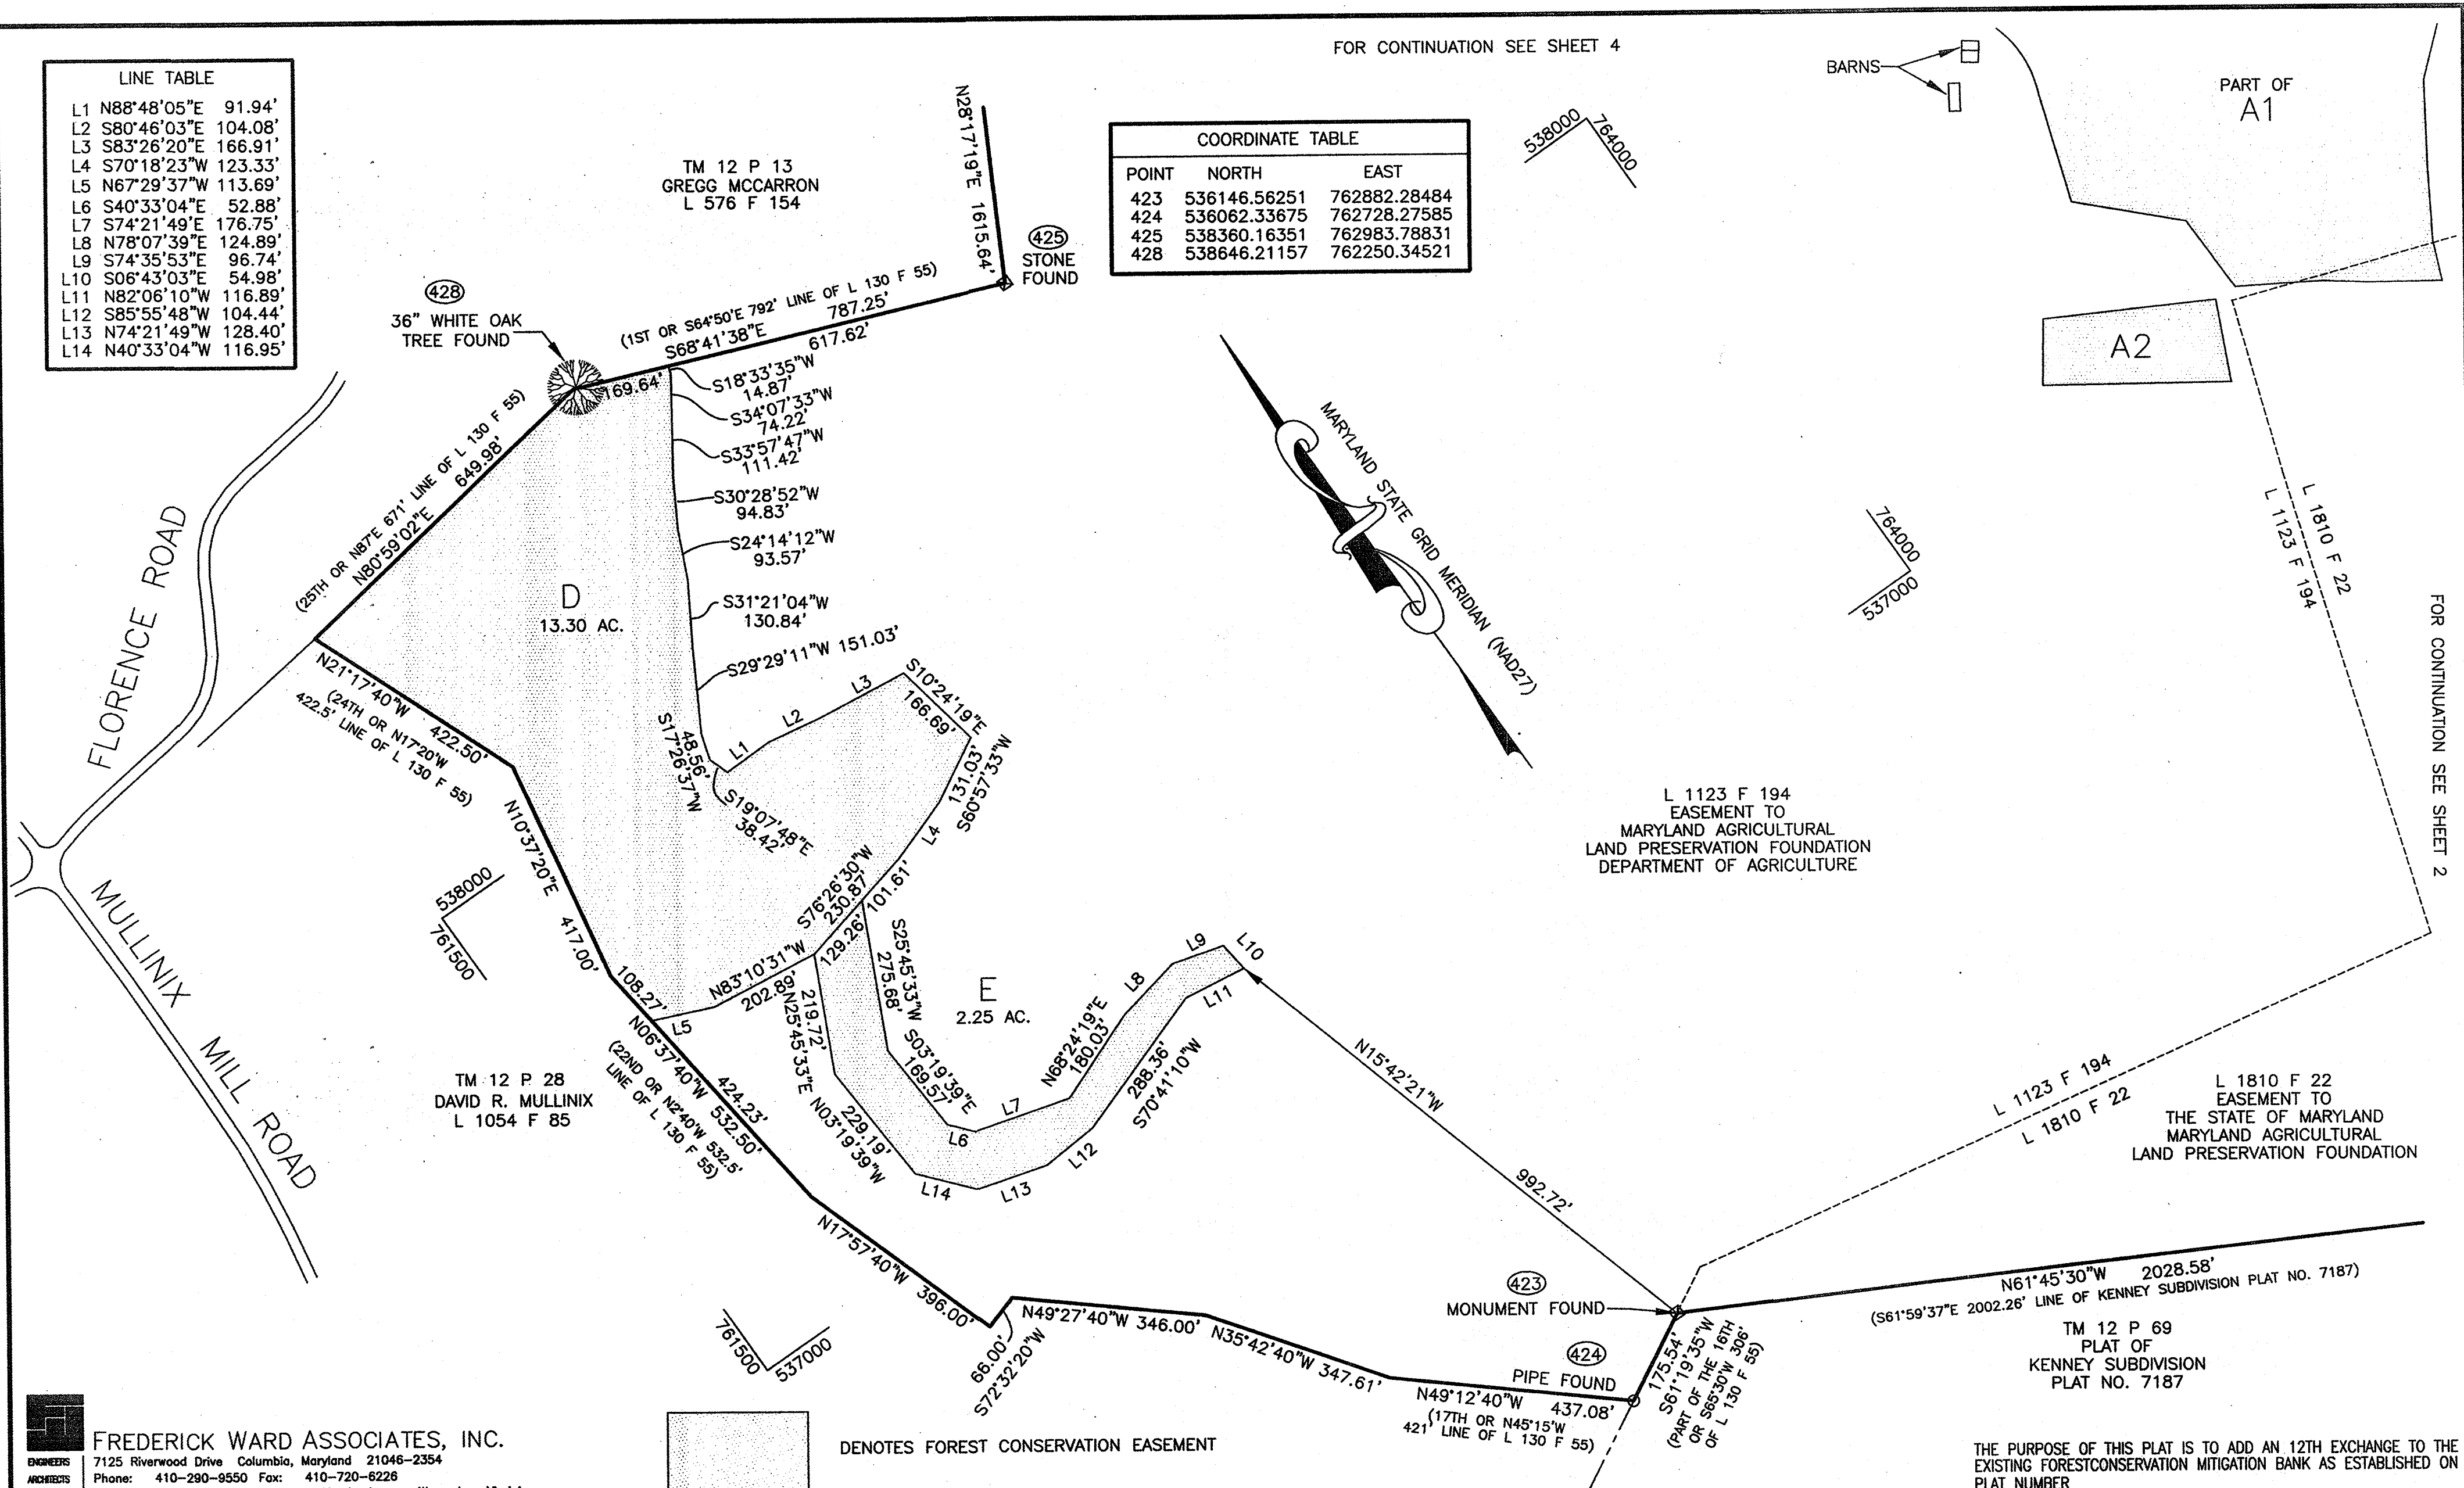 FOR CONTINUATION SEE SHEET 4
LINE TABLE
L1 N88°48'05"E 91.94'
L2 S80°46'03"E 104.08'
L3 S83°26'20"E 166.91'
L4 S70°18'23"W 123.33'
L5 N67°29'37"W 113.69'
L6 S40°33'04"E 52.88'
L7 S74°21'49"E 176.75'
L8 N78°07'39"E 124.89'
L9 S74°35'53"E 96.74'
L10 S06°43'03"E 54.98'
L11 N82°06'10"W 116.89'
L12 S85°55'48"W 104.44'
L13 N74°21'49"W 128.40'
L14 N40°33'04"W 116.95'
TM 12 P 13
GREGG MCCARRON
L 576 F 154
N28°17'19"E 1615.64'
425
STONE
FOUND
COORDINATE TABLE
POINT NORTH EAST
423 536146.56251 762882.28484
424 536062.33675 762728.27585
425 538360.16351 762983.78831
428 538646.21157 762250.34521
538000
764000
BARNS
PART OF
A1
A2
428
36" WHITE OAK
TREE FOUND
(1ST OR S64°50'E 792' LINE OF L 130 F 55)
S68°41'38"E 787.25'
617.62'
169.64'
S18°33'35"W
14.87'
S34°07'33"W
74.22'
S33°57'47"W
111.42'
S30°28'52"W
94.83'
S24°14'12"W
93.57'
S31°21'04"W
130.84'
S29°29'11"W 151.03'
S17°26'37"W
48.56'
S19°07'48"E
38.42'
(25TH OR N87°E 671' LINE OF L 130 F 55)
N80°59'02"E 649.98'
FLORENCE ROAD
D
13.30 AC.
MARYLAND STATE GRID MERIDIAN (NAD27)
764000
537000
L 1810 F 22
L 1123 F 194
FOR CONTINUATION SEE SHEET 2
N21°17'40"W 422.50'
(24TH OR N17°20'W
422.5' LINE OF L 130 F 55)
L1
L2
L3
S10°24'19"E
166.69'
131.03'
S60°57'33"W
L4
N10°37'20"E 417.00'
L 1123 F 194
EASEMENT TO
MARYLAND AGRICULTURAL
LAND PRESERVATION FOUNDATION
DEPARTMENT OF AGRICULTURE
538000
761500
MULLINIX MILL ROAD
S76°26'30"W
230.87'
101.61'
129.26'
N83°10'31"W
202.89'
L5
108.27'
N06°37'40"W 532.50'
424.23'
(22ND OR N2°40'W 532.5'
LINE OF L 130 F 55)
219.72'
N25°45'33"E
S25°45'33"W
275.68'
E
2.25 AC.
S03°19'39"E
169.57'
229.19'
N03°19'39"W
L6
L7
N68°24'19"E
180.03'
L8
L9
L10
L11
288.36'
S70°41'10"W
L12
L13
L14
N15°42'21"W
992.72'
TM 12 P 28
DAVID R. MULLINIX
L 1054 F 85
L 1123 F 194
L 1810 F 22
L 1810 F 22
EASEMENT TO
THE STATE OF MARYLAND
MARYLAND AGRICULTURAL
LAND PRESERVATION FOUNDATION
N17°57'40"W 396.00'
66.00'
S72°32'20"W
N49°27'40"W 346.00'
N35°42'40"W 347.61'
N49°12'40"W 437.08'
(17TH OR N45°15'W
421' LINE OF L 130 F 55)
423
MONUMENT FOUND
424
PIPE FOUND
175.54'
S61°19'35"W
(PART OF THE 16TH
OR S65°30'W 306'
OF L 130 F 55)
N61°45'30"W 2028.58'
(S61°59'37"E 2002.26' LINE OF KENNEY SUBDIVISION PLAT NO. 7187)
TM 12 P 69
PLAT OF
KENNEY SUBDIVISION
PLAT NO. 7187
761500
537000
FREDERICK WARD ASSOCIATES, INC.
ENGINEERS
7125 Riverwood Drive Columbia, Maryland 21046-2354
ARCHITECTS
Phone: 410-290-9550 Fax: 410-720-6226
DENOTES FOREST CONSERVATION EASEMENT
THE PURPOSE OF THIS PLAT IS TO ADD AN 12TH EXCHANGE TO THE
EXISTING FORESTCONSERVATION MITIGATION BANK AS ESTABLISHED ON
PLAT NUMBER